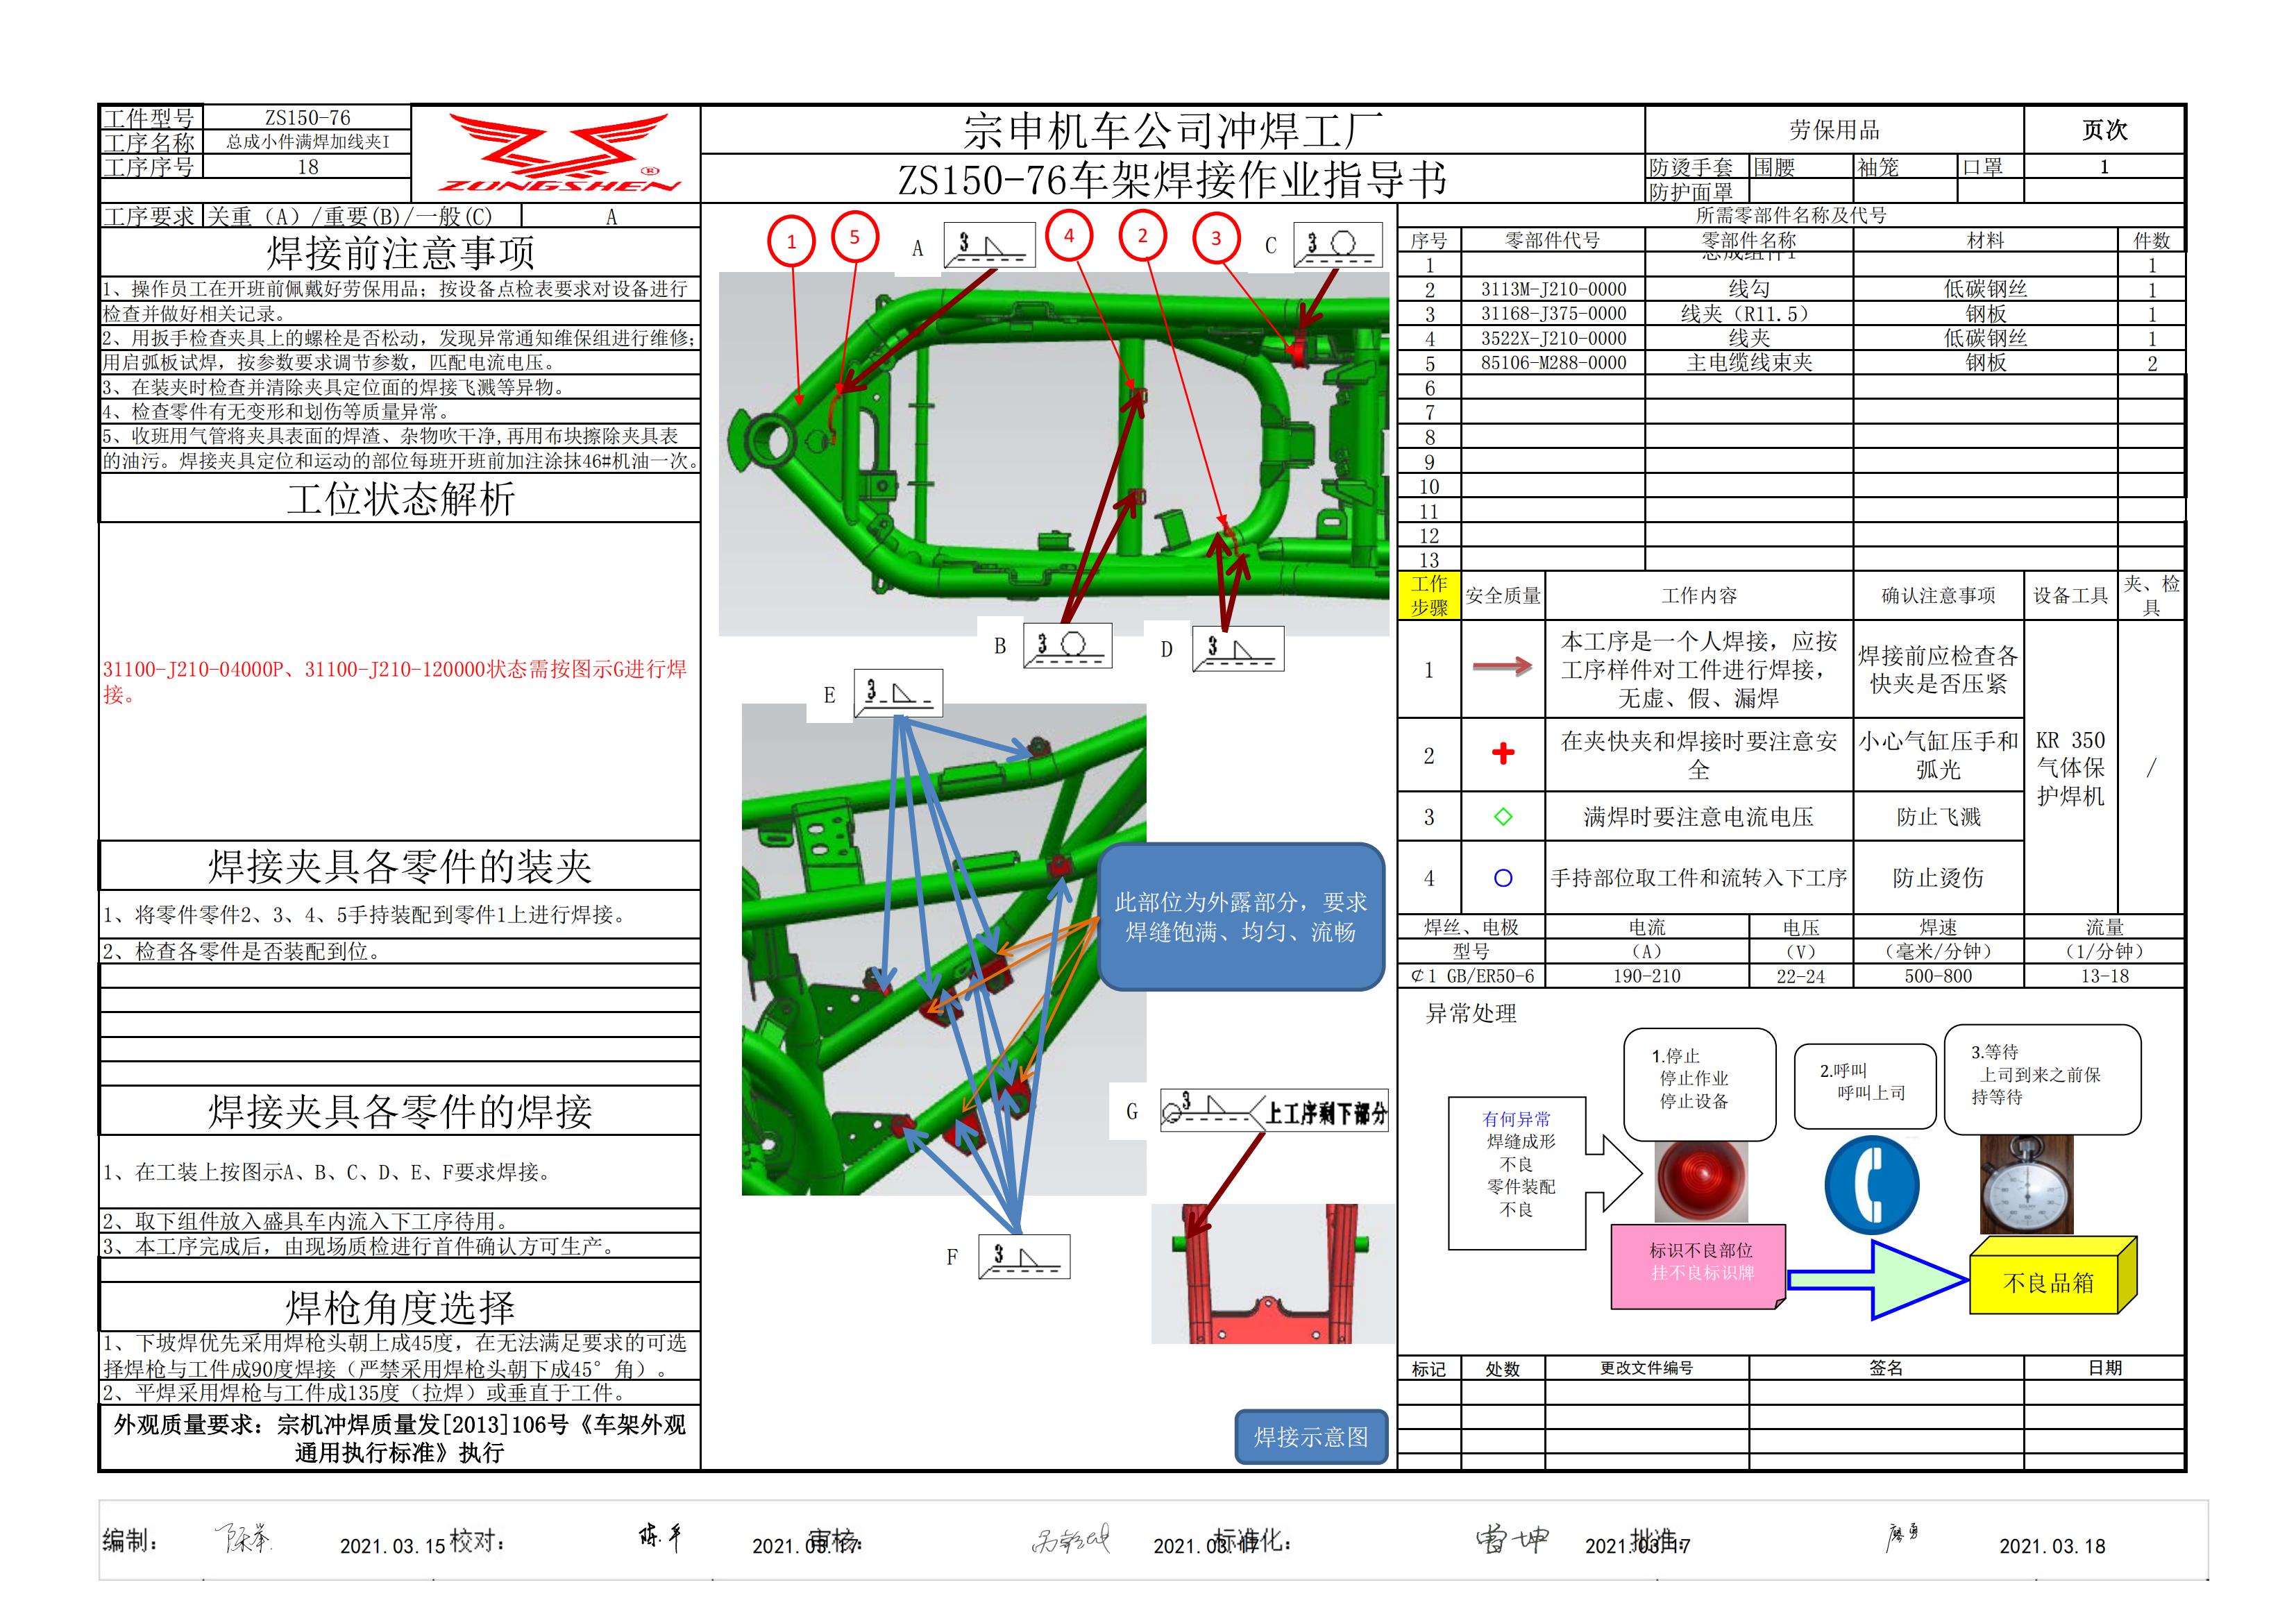 工件型号 ZS150-76
工序名称 总成小件满焊加线夹I
工序序号 18
ZONGSHEN ®
宗申机车公司冲焊工厂
ZS150-76车架焊接作业指导书
劳保用品 页次
防烫手套 围腰 袖笼 口罩 1
防护面罩
工序要求 关重（A）/重要(B)/一般(C) A
焊接前注意事项
1、操作员工在开班前佩戴好劳保用品；按设备点检表要求对设备进行
检查并做好相关记录。
2、用扳手检查夹具上的螺栓是否松动，发现异常通知维保组进行维修；
用启弧板试焊，按参数要求调节参数，匹配电流电压。
3、在装夹时检查并清除夹具定位面的焊接飞溅等异物。
4、检查零件有无变形和划伤等质量异常。
5、收班用气管将夹具表面的焊渣、杂物吹干净,再用布块擦除夹具表
的油污。焊接夹具定位和运动的部位每班开班前加注涂抹46#机油一次。
工位状态解析
31100-J210-04000P、31100-J210-120000状态需按图示G进行焊
接。
焊接夹具各零件的装夹
1、将零件零件2、3、4、5手持装配到零件1上进行焊接。
2、检查各零件是否装配到位。
焊接夹具各零件的焊接
1、在工装上按图示A、B、C、D、E、F要求焊接。
2、取下组件放入盛具车内流入下工序待用。
3、本工序完成后，由现场质检进行首件确认方可生产。
焊枪角度选择
1、下坡焊优先采用焊枪头朝上成45度，在无法满足要求的可选
择焊枪与工件成90度焊接（严禁采用焊枪头朝下成45°角）。
2、平焊采用焊枪与工件成135度（拉焊）或垂直于工件。
外观质量要求：宗机冲焊质量发[2013]106号《车架外观
通用执行标准》执行
1 5 A 3 4 2 3 C 3
B 3 D 3
E 3
此部位为外露部分，要求
焊缝饱满、均匀、流畅
G 3 上工序剩下部分
F 3
焊接示意图
所需零部件名称及代号
序号 零部件代号 零部件名称 材料 件数
1 总成组件I 1
2 3113M-J210-0000 线勾 低碳钢丝 1
3 31168-J375-0000 线夹（R11.5） 钢板 1
4 3522X-J210-0000 线夹 低碳钢丝 1
5 85106-M288-0000 主电缆线束夹 钢板 2
6
7
8
9
10
11
12
13
工作步骤 安全质量 工作内容 确认注意事项 设备工具 夹、检具
1 本工序是一个人焊接，应按工序样件对工件进行焊接，无虚、假、漏焊 焊接前应检查各快夹是否压紧
2 在夹快夹和焊接时要注意安全 小心气缸压手和弧光 KR 350气体保护焊机 /
3 满焊时要注意电流电压 防止飞溅
4 手持部位取工件和流转入下工序 防止烫伤
焊丝、电极 电流 电压 焊速 流量
型号 （A） （V） （毫米/分钟） （1/分钟）
¢1 GB/ER50-6 190-210 22-24 500-800 13-18
异常处理
有何异常
焊缝成形
不良
零件装配
不良
1.停止
停止作业
停止设备
2.呼叫
呼叫上司
3.等待
上司到来之前保
持等待
标识不良部位
挂不良标识牌
不良品箱
标记 处数 更改文件编号 签名 日期
编制： 2021.03.15 校对： 2021.03.17 审核： 2021.03.17 标准化： 2021.03.17 批准： 2021.03.18